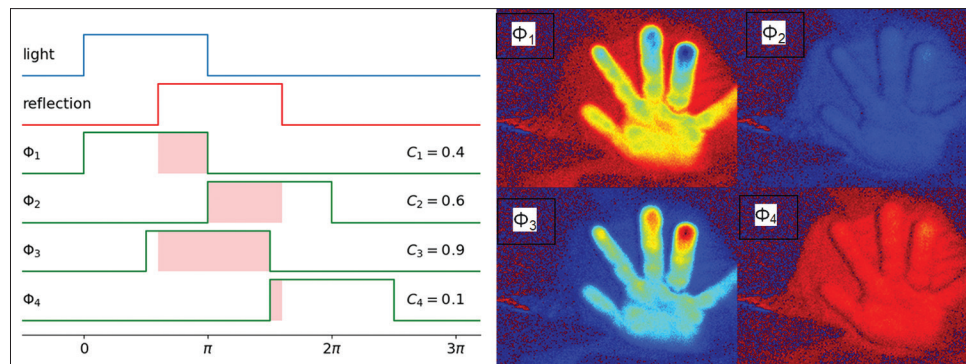 light
reflection
Φ₁ C₁ = 0.4
Φ₂ C₂ = 0.6
Φ₃ C₃ = 0.9
Φ₄ C₄ = 0.1
0 π 2π 3π
Φ₁ Φ₂
Φ₃ Φ₄